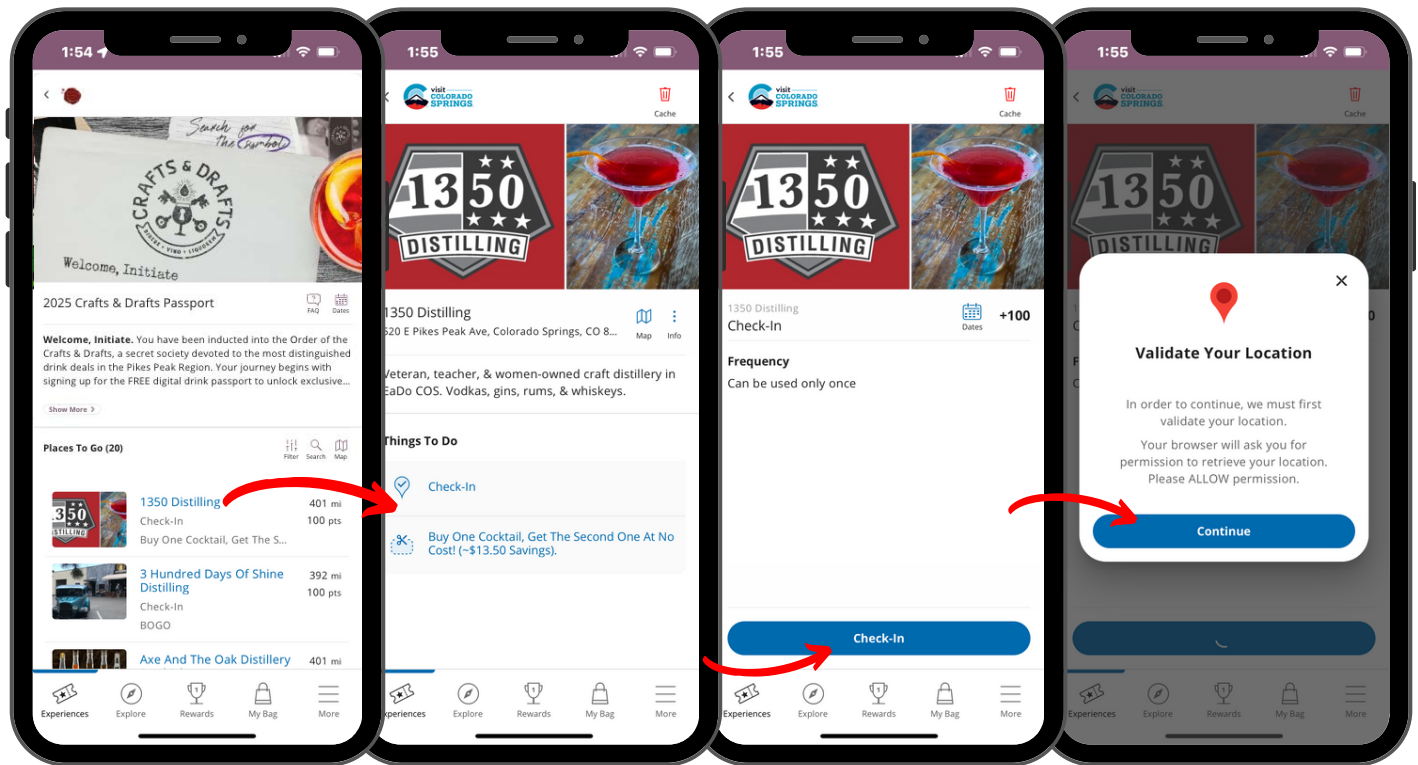 1:54
Search for
the symbol
CRAFTS & DRAFTS
Welcome, Initiate
2025 Crafts & Drafts Passport
FAQ
Dates
Welcome, Initiate. You have been inducted into the Order of the
Crafts & Drafts, a secret society devoted to the most distinguished
drink deals in the Pikes Peak Region. Your journey begins with
signing up for the FREE digital drink passport to unlock exclusive...
Show More
Places To Go (20)
Filter
Search
Map
1350 Distilling
401 mi
Check-In
100 pts
Buy One Cocktail, Get The S...
3 Hundred Days Of Shine
Distilling
392 mi
100 pts
Check-In
BOGO
Axe And The Oak Distillery
401 mi
Experiences
Explore
Rewards
My Bag
More
1:55
visit
COLORADO
SPRINGS
Cache
1350
DISTILLING
1350 Distilling
520 E Pikes Peak Ave, Colorado Springs, CO 8...
Map
Info
Veteran, teacher, & women-owned craft distillery in
EaDo COS. Vodkas, gins, rums, & whiskeys.
Things To Do
Check-In
Buy One Cocktail, Get The Second One At No
Cost! (~$13.50 Savings).
Experiences
Explore
Rewards
My Bag
More
1:55
visit
COLORADO
SPRINGS
Cache
1350
DISTILLING
1350 Distilling
Check-In
Dates
+100
Frequency
Can be used only once
Check-In
Experiences
Explore
Rewards
My Bag
More
1:55
visit
COLORADO
SPRINGS
Cache
1350
DISTILLING
Validate Your Location
In order to continue, we must first
validate your location.
Your browser will ask you for
permission to retrieve your location.
Please ALLOW permission.
Continue
Experiences
Explore
Rewards
My Bag
More